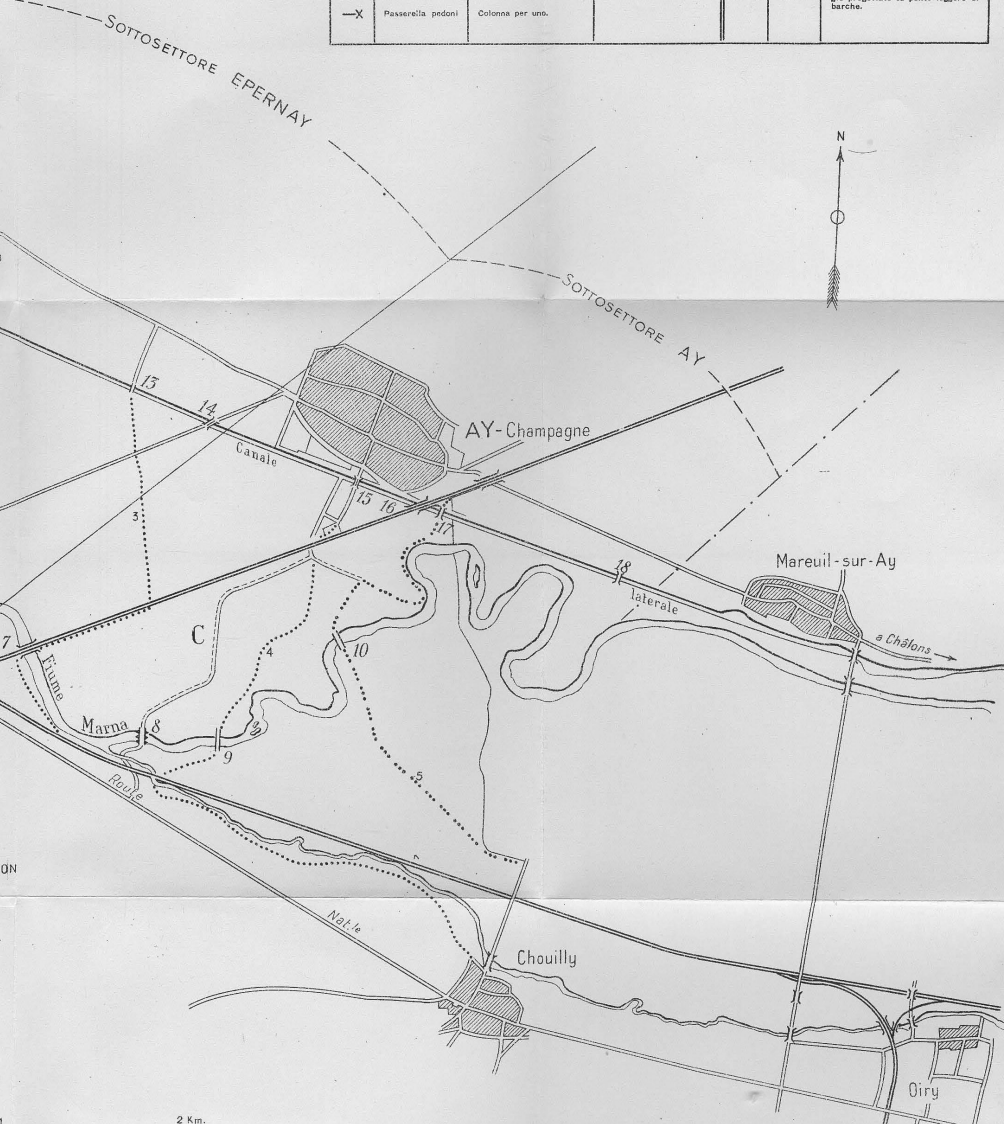 barche.
—X Passerella pedoni Colonna per uno.
SOTTOSETTORE EPERNAY
N
SOTTOSETTORE AY
13
14
AY-Champagne
Canale
15 16
17
3
18
Mareuil-sur-Ay
laterale
a Châlons
C
7
10
4
Fiume
Marna
8
9
5
Route
ON
Nat.le
Chouilly
Oiry
2 Km.